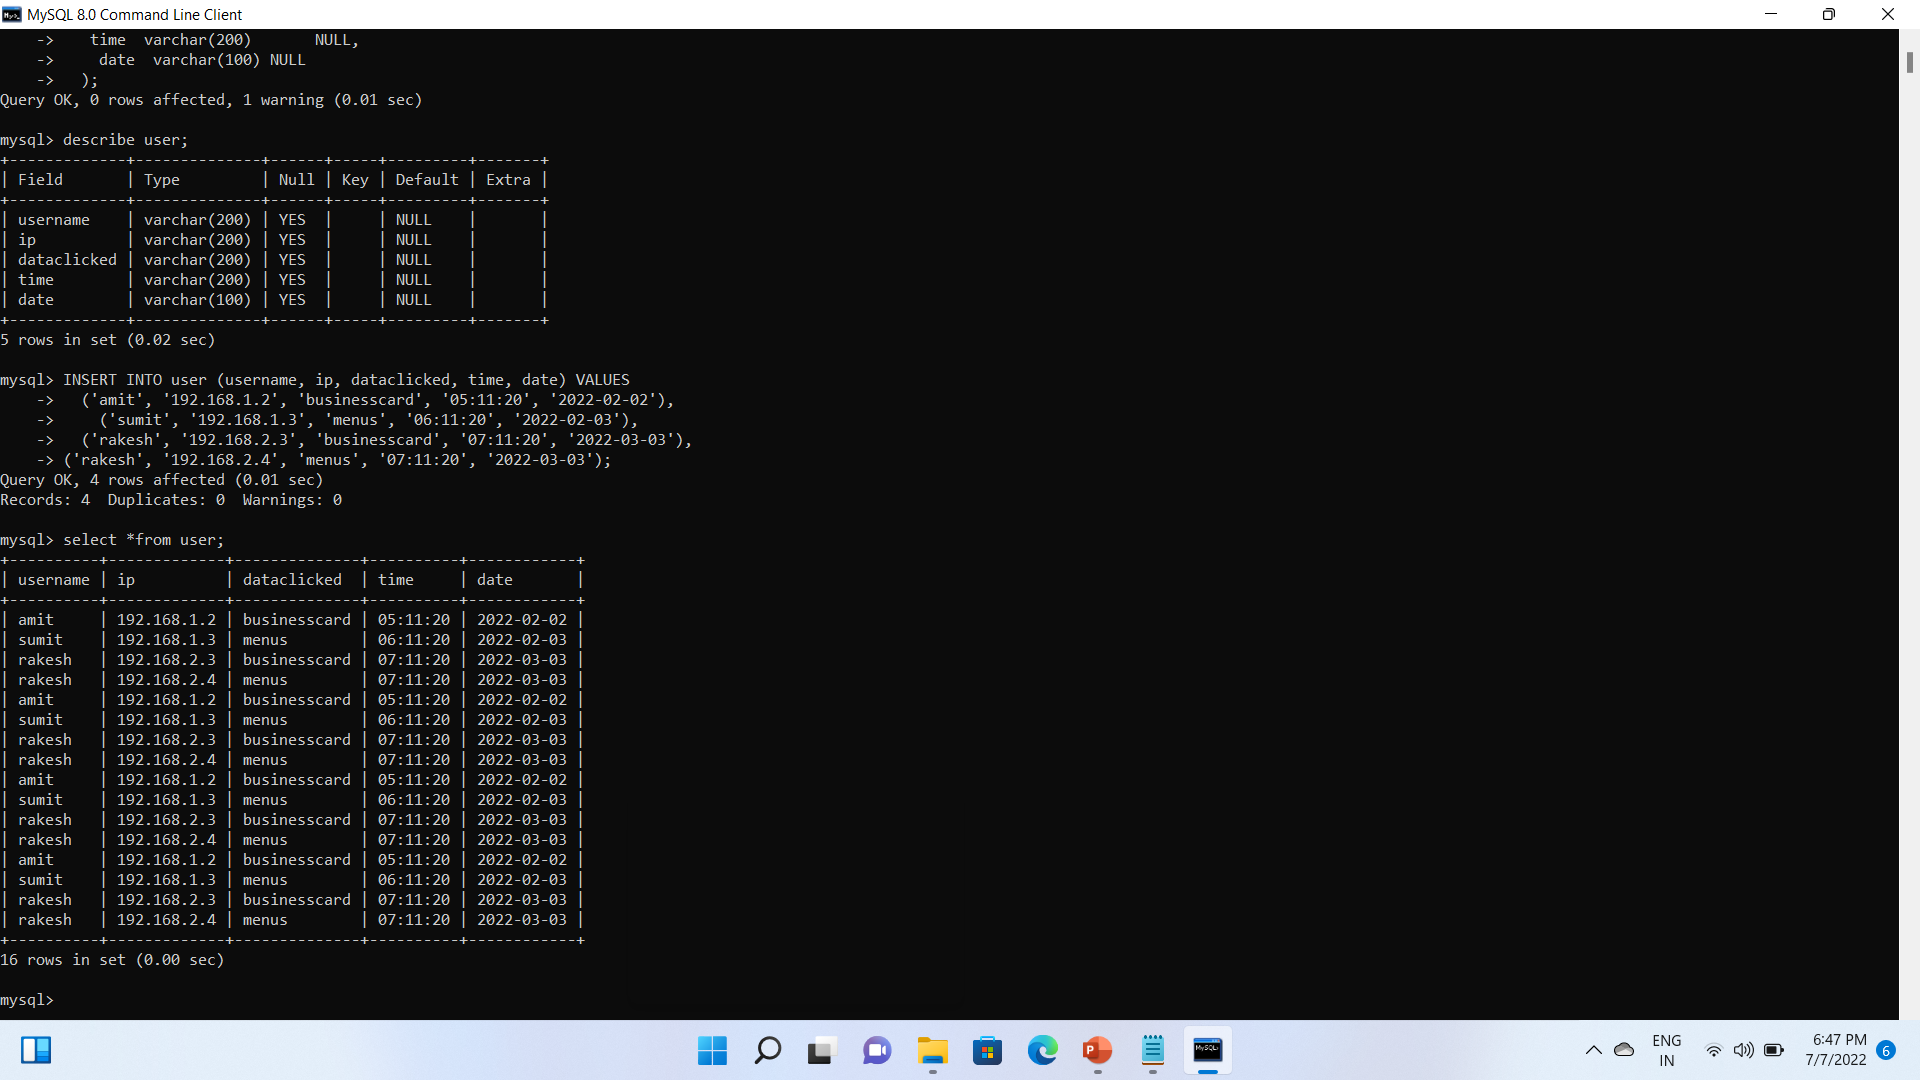 MySQL 8.0 Command Line Client
    ->    time  varchar(200)       NULL,
    ->     date  varchar(100) NULL
    ->   );
Query OK, 0 rows affected, 1 warning (0.01 sec)
mysql> describe user;
+-------------+--------------+------+-----+---------+-------+
| Field       | Type         | Null | Key | Default | Extra |
+-------------+--------------+------+-----+---------+-------+
| username    | varchar(200) | YES  |     | NULL    |       |
| ip          | varchar(200) | YES  |     | NULL    |       |
| dataclicked | varchar(200) | YES  |     | NULL    |       |
| time        | varchar(200) | YES  |     | NULL    |       |
| date        | varchar(100) | YES  |     | NULL    |       |
+-------------+--------------+------+-----+---------+-------+
5 rows in set (0.02 sec)
mysql> INSERT INTO user (username, ip, dataclicked, time, date) VALUES
    ->   ('amit', '192.168.1.2', 'businesscard', '05:11:20', '2022-02-02'),
    ->     ('sumit', '192.168.1.3', 'menus', '06:11:20', '2022-02-03'),
    ->   ('rakesh', '192.168.2.3', 'businesscard', '07:11:20', '2022-03-03'),
    -> ('rakesh', '192.168.2.4', 'menus', '07:11:20', '2022-03-03');
Query OK, 4 rows affected (0.01 sec)
Records: 4  Duplicates: 0  Warnings: 0
mysql> select *from user;
+----------+-------------+--------------+----------+------------+
| username | ip          | dataclicked  | time     | date       |
+----------+-------------+--------------+----------+------------+
| amit     | 192.168.1.2 | businesscard | 05:11:20 | 2022-02-02 |
| sumit    | 192.168.1.3 | menus        | 06:11:20 | 2022-02-03 |
| rakesh   | 192.168.2.3 | businesscard | 07:11:20 | 2022-03-03 |
| rakesh   | 192.168.2.4 | menus        | 07:11:20 | 2022-03-03 |
| amit     | 192.168.1.2 | businesscard | 05:11:20 | 2022-02-02 |
| sumit    | 192.168.1.3 | menus        | 06:11:20 | 2022-02-03 |
| rakesh   | 192.168.2.3 | businesscard | 07:11:20 | 2022-03-03 |
| rakesh   | 192.168.2.4 | menus        | 07:11:20 | 2022-03-03 |
| amit     | 192.168.1.2 | businesscard | 05:11:20 | 2022-02-02 |
| sumit    | 192.168.1.3 | menus        | 06:11:20 | 2022-02-03 |
| rakesh   | 192.168.2.3 | businesscard | 07:11:20 | 2022-03-03 |
| rakesh   | 192.168.2.4 | menus        | 07:11:20 | 2022-03-03 |
| amit     | 192.168.1.2 | businesscard | 05:11:20 | 2022-02-02 |
| sumit    | 192.168.1.3 | menus        | 06:11:20 | 2022-02-03 |
| rakesh   | 192.168.2.3 | businesscard | 07:11:20 | 2022-03-03 |
| rakesh   | 192.168.2.4 | menus        | 07:11:20 | 2022-03-03 |
+----------+-------------+--------------+----------+------------+
16 rows in set (0.00 sec)
mysql>
ENG
IN
6:47 PM
7/7/2022
6